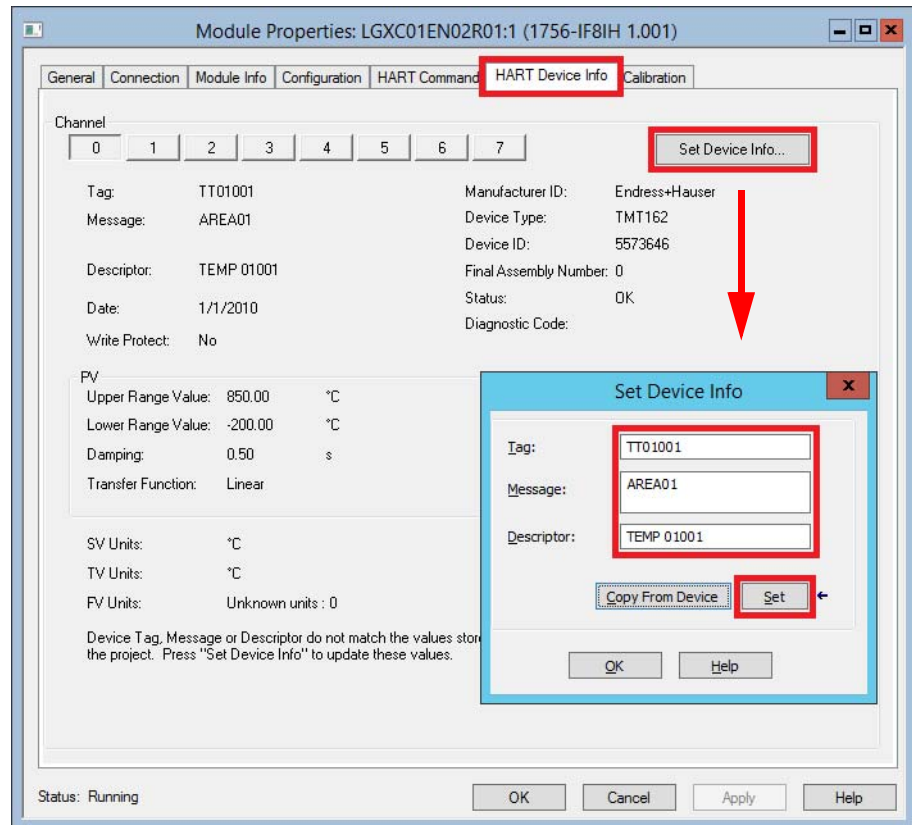 Module Properties: LGXC01EN02R01:1 (1756-IF8IH 1.001)
General Connection Module Info Configuration HART Command HART Device Info Calibration
Channel
0 1 2 3 4 5 6 7 Set Device Info...
Tag: TT01001 Manufacturer ID: Endress+Hauser
Message: AREA01 Device Type: TMT162
Device ID: 5573646
Descriptor: TEMP 01001 Final Assembly Number: 0
Date: 1/1/2010 Status: OK
Diagnostic Code:
Write Protect: No
PV
Upper Range Value: 850.00 °C
Lower Range Value: -200.00 °C
Damping: 0.50 s
Transfer Function: Linear
SV Units: °C
TV Units: °C
FV Units: Unknown units : 0
Device Tag, Message or Descriptor do not match the values
the project. Press "Set Device Info" to update these values.
Set Device Info
Tag: TT01001
Message: AREA01
Descriptor: TEMP 01001
Copy From Device Set
OK Help
Status: Running OK Cancel Apply Help